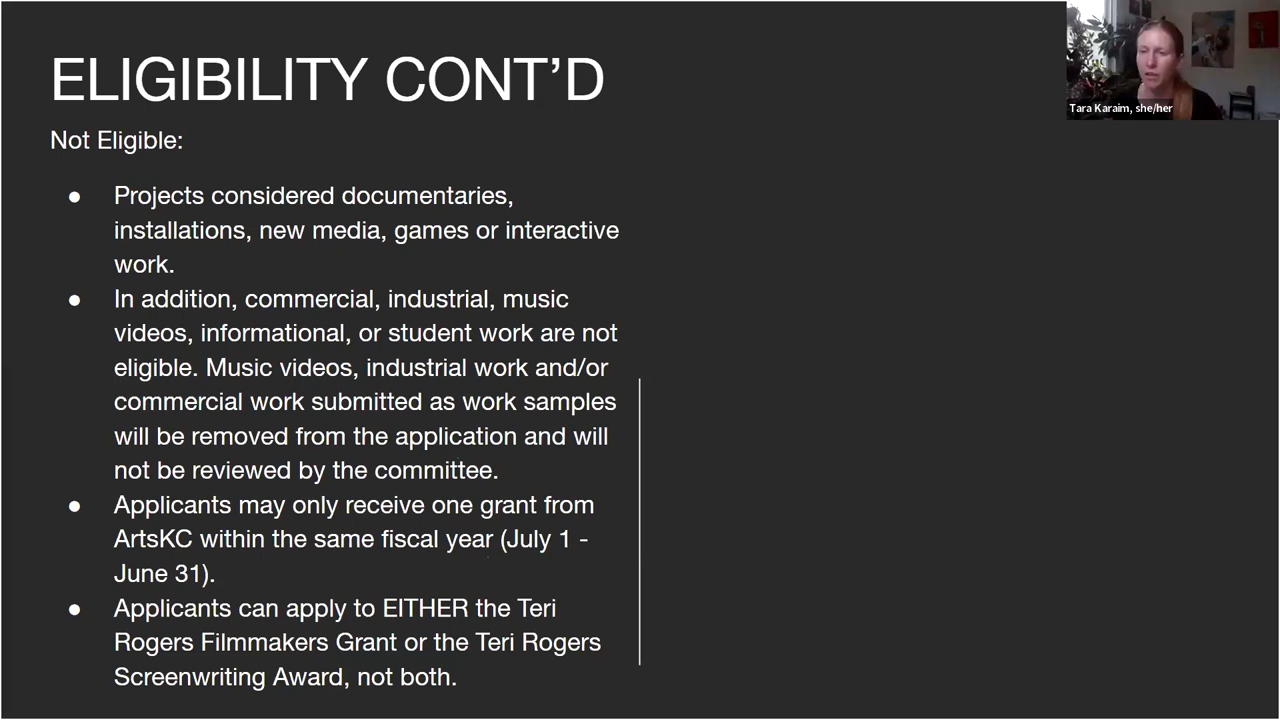 ELIGIBILITY CONT’D
Tara Karaim, she/her
Not Eligible:
● Projects considered documentaries,
installations, new media, games or interactive
work.
● In addition, commercial, industrial, music
videos, informational, or student work are not
eligible. Music videos, industrial work and/or
commercial work submitted as work samples
will be removed from the application and will
not be reviewed by the committee.
● Applicants may only receive one grant from
ArtsKC within the same fiscal year (July 1 -
June 31).
● Applicants can apply to EITHER the Teri
Rogers Filmmakers Grant or the Teri Rogers
Screenwriting Award, not both.